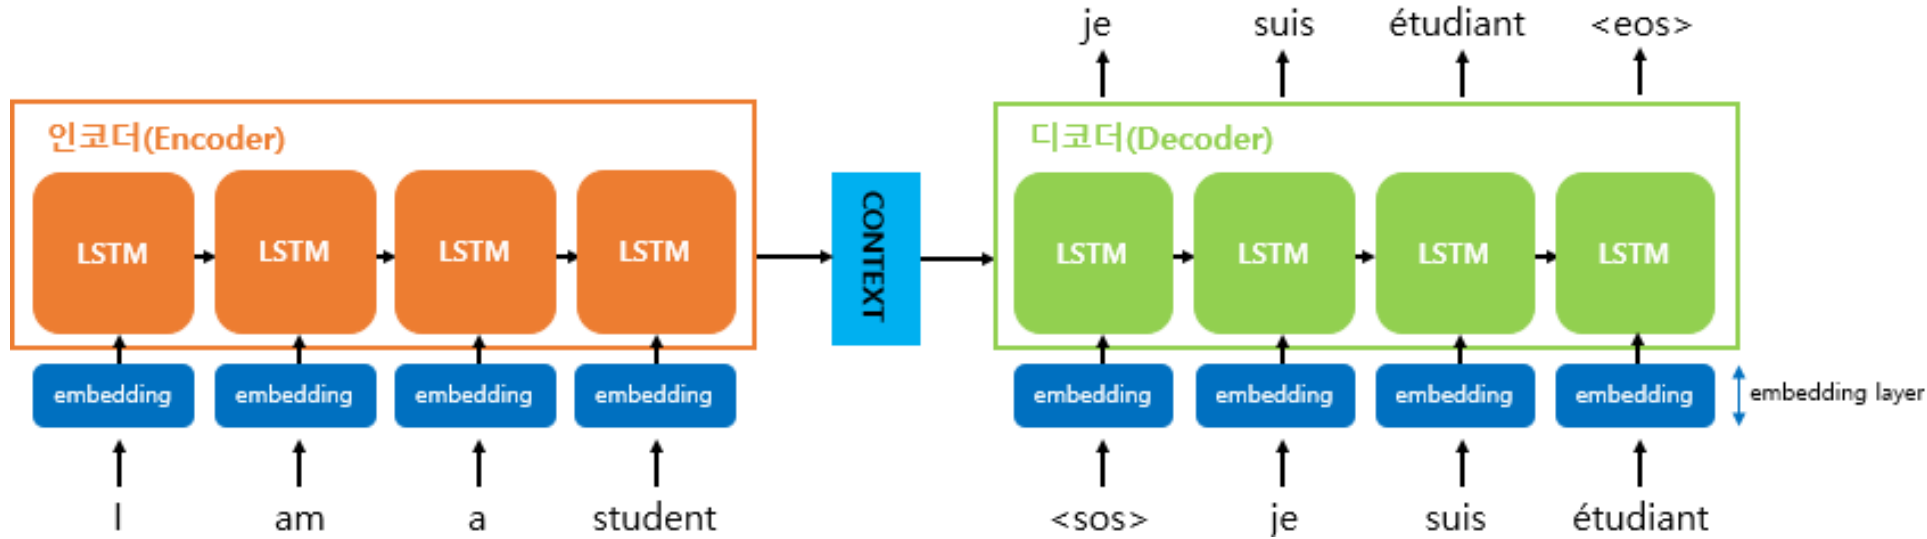 je suis étudiant <eos>
인코더(Encoder)
디코더(Decoder)
LSTM LSTM LSTM LSTM
CONTEXT
LSTM LSTM LSTM LSTM
embedding embedding embedding embedding
embedding embedding embedding embedding
embedding layer
I am a student
<sos> je suis étudiant